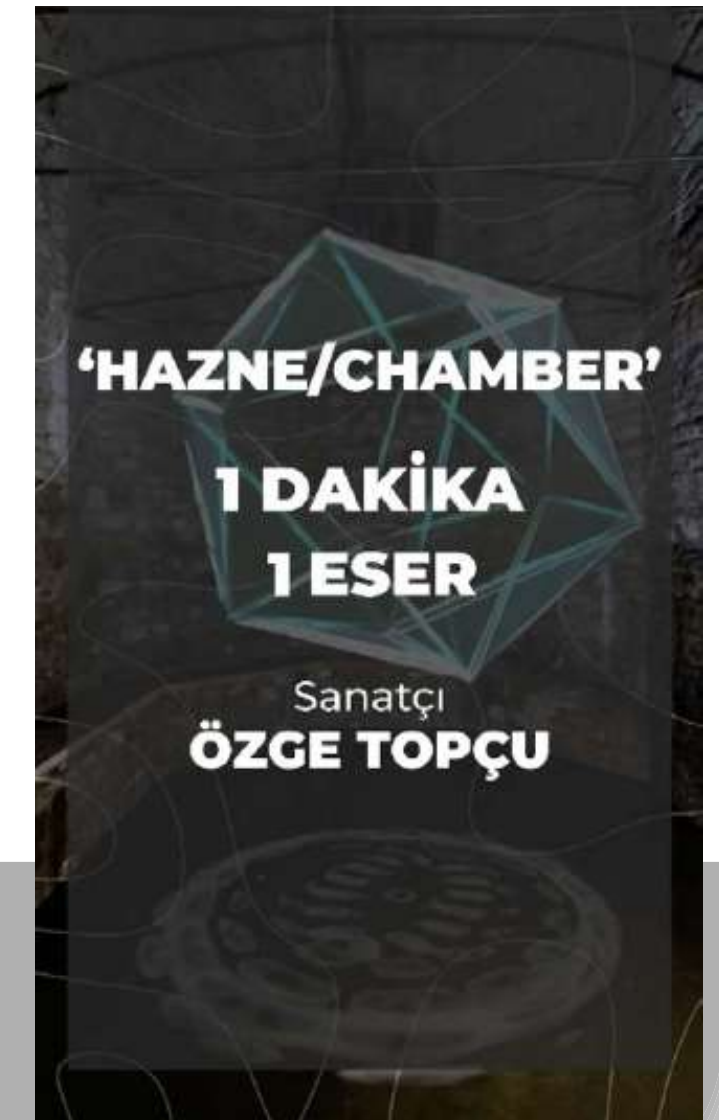 ‘HAZNE/CHAMBER’
1 DAKİKA
1 ESER
Sanatçı
ÖZGE TOPÇU